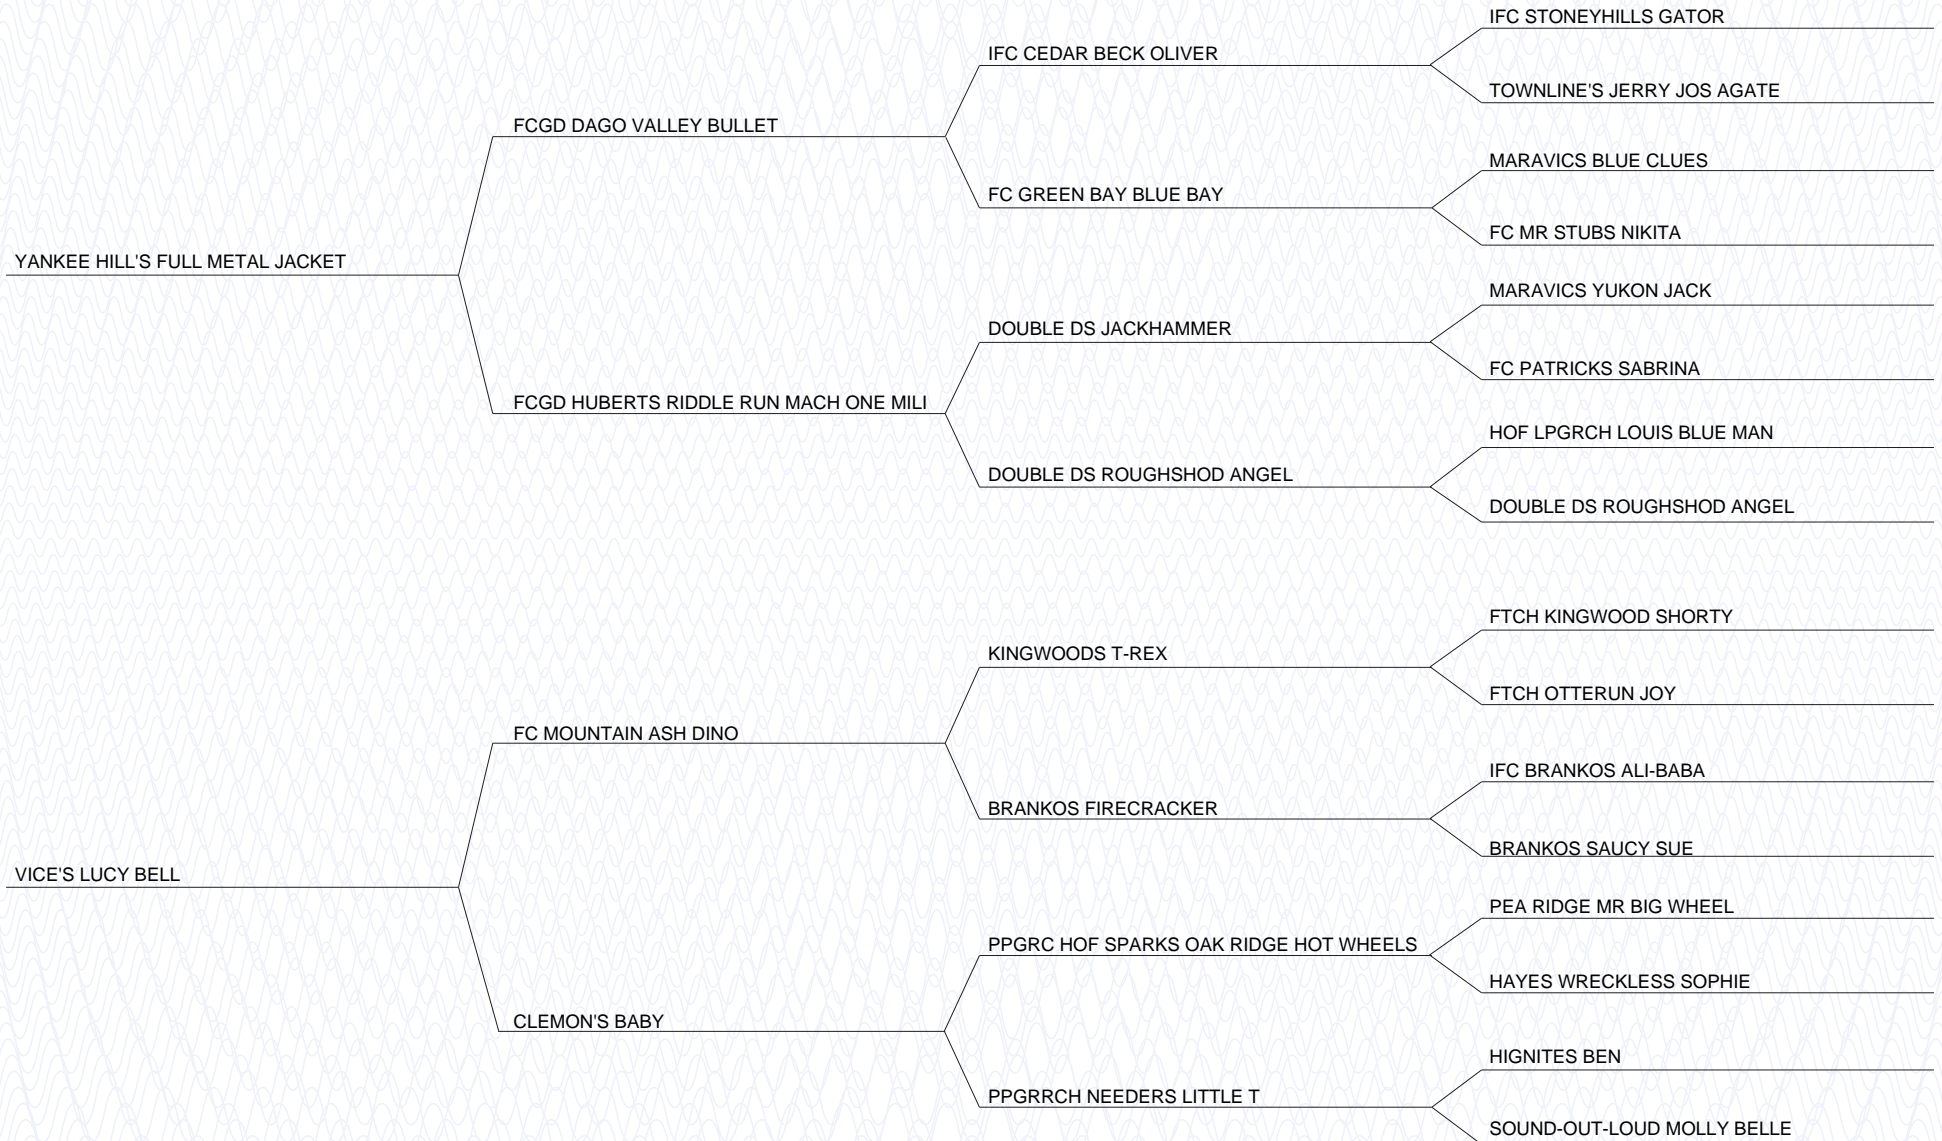 IFC STONEYHILLS GATOR
IFC CEDAR BECK OLIVER
TOWNLINE'S JERRY JOS AGATE
FCGD DAGO VALLEY BULLET
MARAVICS BLUE CLUES
FC GREEN BAY BLUE BAY
FC MR STUBS NIKITA
YANKEE HILL'S FULL METAL JACKET
MARAVICS YUKON JACK
DOUBLE DS JACKHAMMER
FC PATRICKS SABRINA
FCGD HUBERTS RIDDLE RUN MACH ONE MILI
HOF LPGRCH LOUIS BLUE MAN
DOUBLE DS ROUGHSHOD ANGEL
DOUBLE DS ROUGHSHOD ANGEL
FTCH KINGWOOD SHORTY
KINGWOODS T-REX
FTCH OTTERUN JOY
FC MOUNTAIN ASH DINO
IFC BRANKOS ALI-BABA
BRANKOS FIRECRACKER
BRANKOS SAUCY SUE
VICE'S LUCY BELL
PEA RIDGE MR BIG WHEEL
PPGRC HOF SPARKS OAK RIDGE HOT WHEELS
HAYES WRECKLESS SOPHIE
CLEMON'S BABY
HIGNITES BEN
PPGRRCH NEEDERS LITTLE T
SOUND-OUT-LOUD MOLLY BELLE